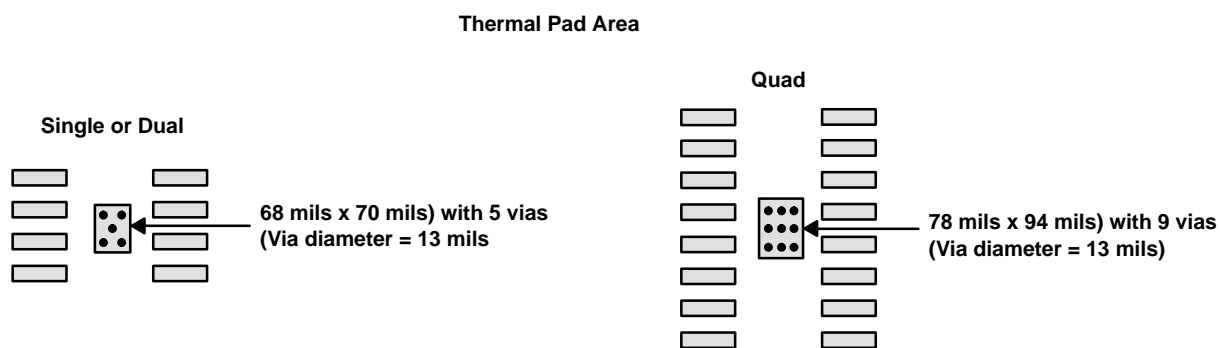 Thermal Pad Area
Single or Dual
68 mils x 70 mils) with 5 vias
(Via diameter = 13 mils
Quad
78 mils x 94 mils) with 9 vias
(Via diameter = 13 mils)